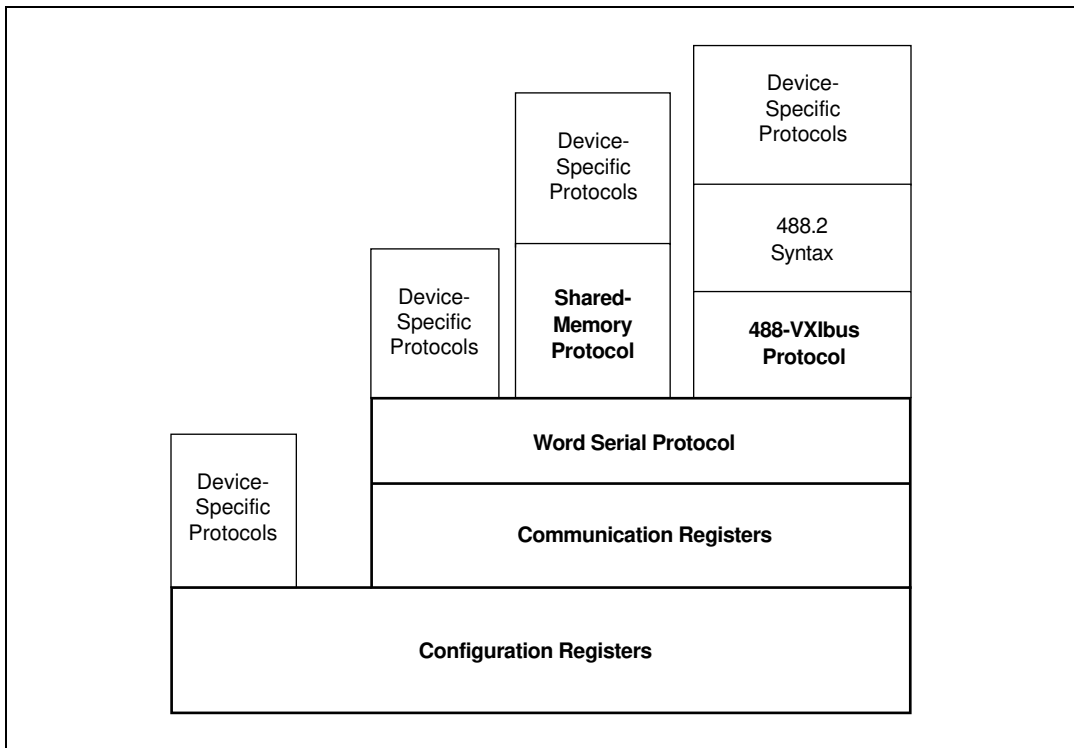 Device-
Specific
Protocols
488.2
Syntax
488-VXIbus
Protocol
Device-
Specific
Protocols
Shared-
Memory
Protocol
Device-
Specific
Protocols
Word Serial Protocol
Device-
Specific
Protocols
Communication Registers
Configuration Registers